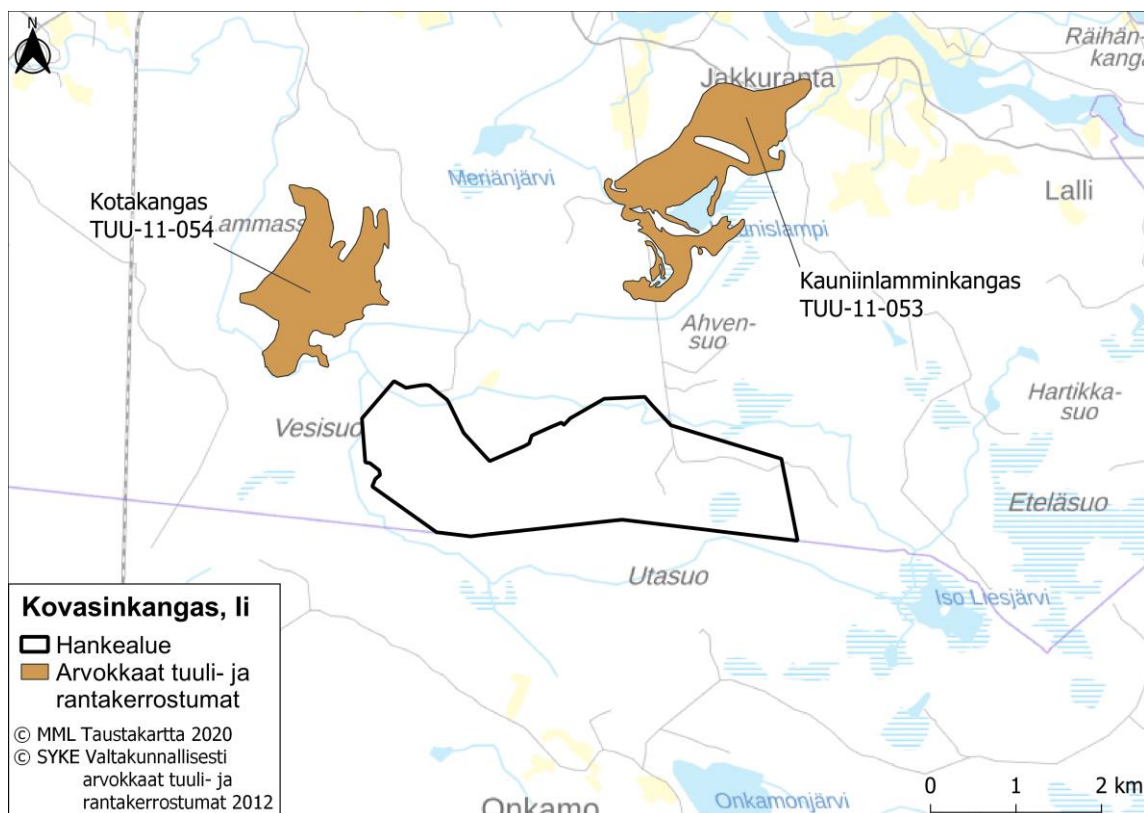 N
Räihän-
kanga
Jakkuranta
Meriänjärvi
Kotakangas
TUU-11-054
Lammass
Lalli
Kauniinlamminkangas
TUU-11-053
Ahven-
suo
Hartikka-
suo
Vesisuo
Eteläsuo
Utasuo
Iso Liesjärvi
Kovasinkangas, Ii
Hankealue
Arvokkaat tuuli- ja
rantakerrostumat
© MML Taustakartta 2020
© SYKE Valtakunnallisesti
arvokkaat tuuli- ja
rantakerrostumat 2012
Onkamo
Onkamonjärvi
0 1 2 km